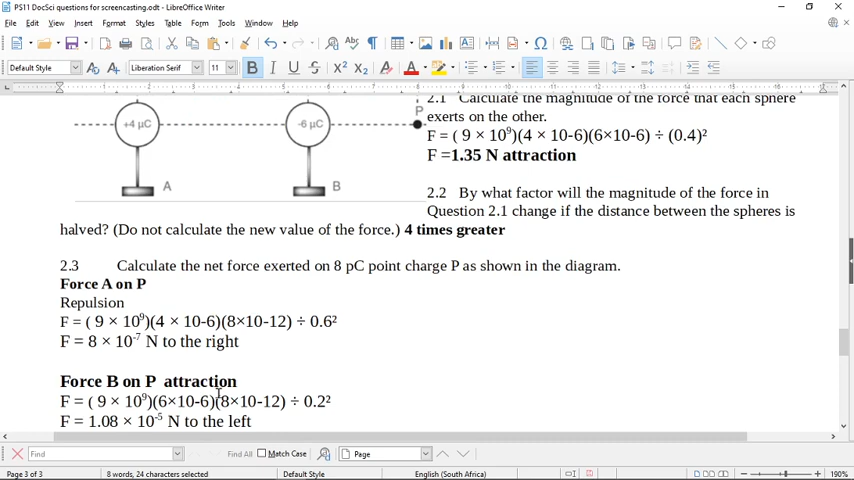 PS11 DocSci questions for screencasting.odt - LibreOffice Writer
File Edit View Insert Format Styles Table Form Tools Window Help
Default Style Liberation Serif 11
+4 μC -6 μC P
A B
2.1 Calculate the magnitude of the force that each sphere
exerts on the other.
F = ( 9 × 10⁹)(4 × 10-6)(6×10-6) ÷ (0.4)²
F =1.35 N attraction
2.2 By what factor will the magnitude of the force in
Question 2.1 change if the distance between the spheres is
halved? (Do not calculate the new value of the force.) 4 times greater
2.3 Calculate the net force exerted on 8 pC point charge P as shown in the diagram.
Force A on P
Repulsion
F = ( 9 × 10⁹)(4 × 10-6)(8×10-12) ÷ 0.6²
F = 8 × 10⁻⁷ N to the right
Force B on P attraction
F = ( 9 × 10⁹)(6×10-6)(8×10-12) ÷ 0.2²
F = 1.08 × 10⁻⁵ N to the left
Find Find All Match Case Page
Page 3 of 3 8 words, 24 characters selected Default Style English (South Africa) 190%